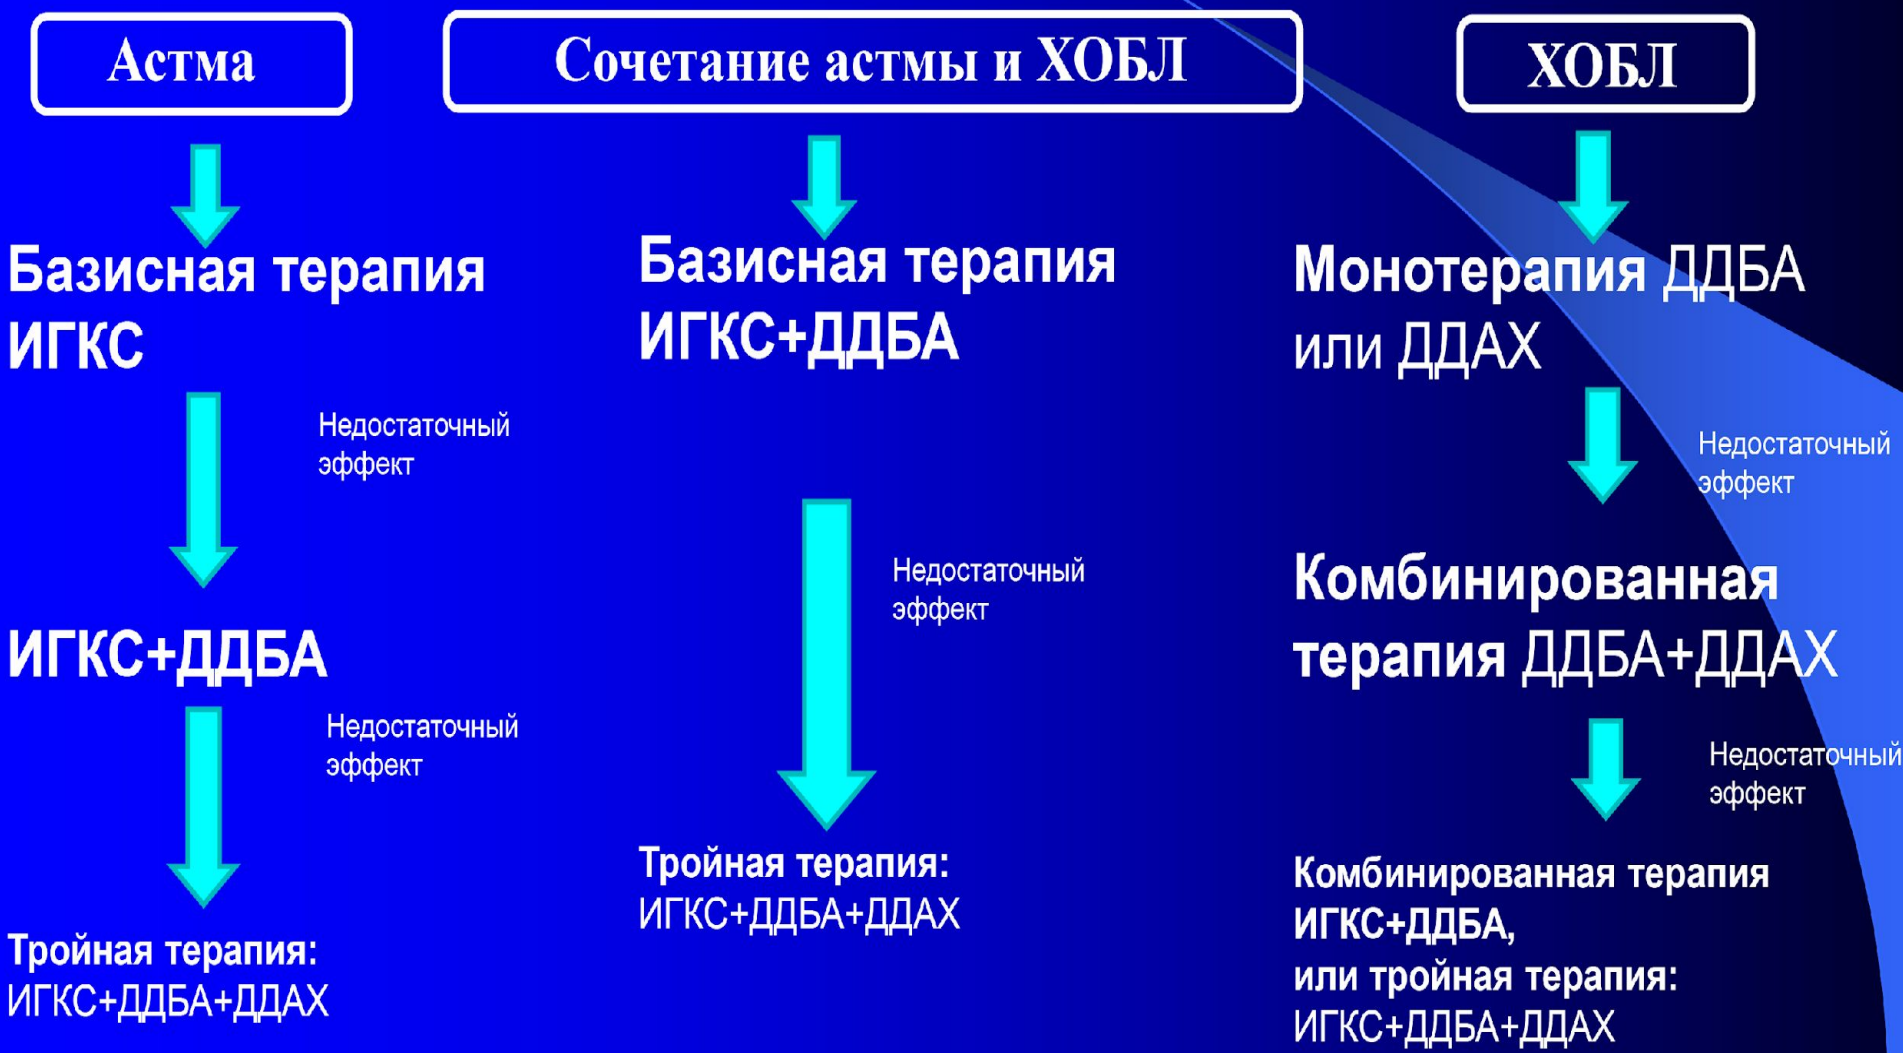 Астма
Базисная терапия
ИГКС
Недостаточный
эффект
ИГКС+ДДБА
Недостаточный
эффект
Тройная терапия:
ИГКС+ДДБА+ДДАХ
Сочетание астмы и ХОБЛ
Базисная терапия
ИГКС+ДДБА
Недостаточный
эффект
Тройная терапия:
ИГКС+ДДБА+ДДАХ
ХОБЛ
Монотерапия ДДБА
или ДДАХ
Недостаточный
эффект
Комбинированная
терапия ДДБА+ДДАХ
Недостаточный
эффект
Комбинированная терапия
ИГКС+ДДБА,
или тройная терапия:
ИГКС+ДДБА+ДДАХ